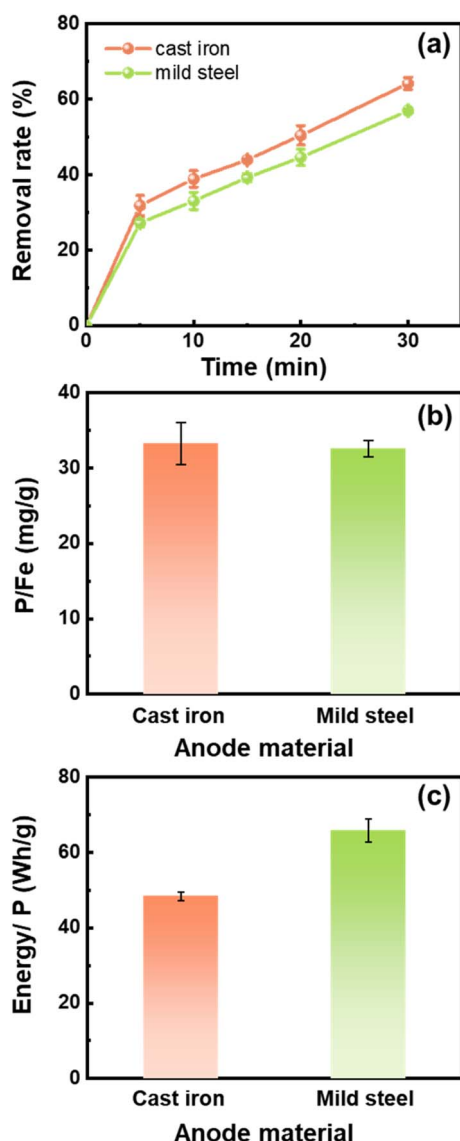 80
(a)
cast iron
mild steel
60
40
20
0
Removal rate (%)
0 10 20 30
Time (min)
40
(b)
30
20
10
0
P/Fe (mg/g)
Cast iron Mild steel
Anode material
80
(c)
60
40
20
0
Energy/ P (Wh/g)
Cast iron Mild steel
Anode material